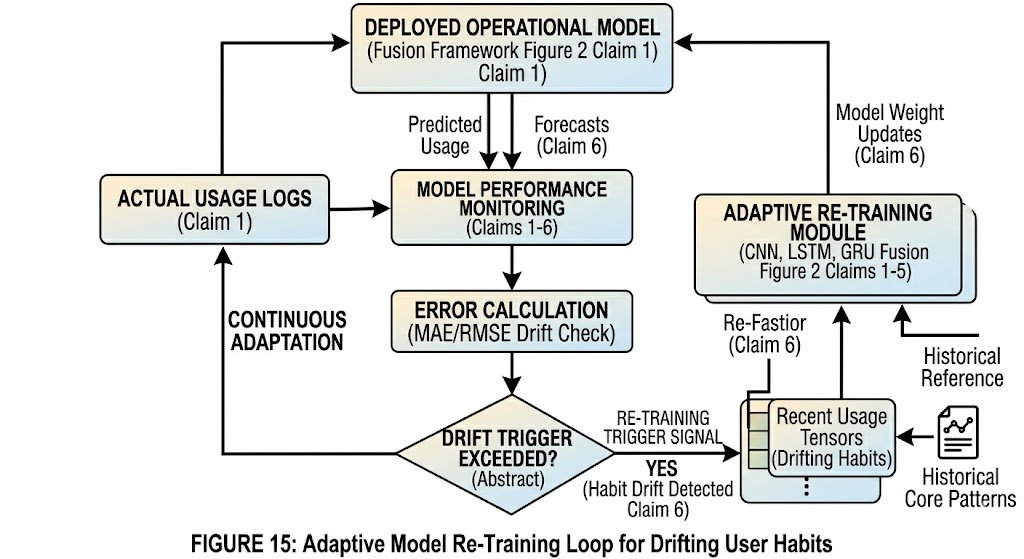 DEPLOYED OPERATIONAL MODEL
(Fusion Framework Figure 2 Claim 1)
Claim 1)
Predicted
Usage
Forecasts
(Claim 6)
Model Weight
Updates
(Claim 6)
ACTUAL USAGE LOGS
(Claim 1)
MODEL PERFORMANCE
MONITORING
(Claims 1-6)
ADAPTIVE RE-TRAINING
MODULE
(CNN, LSTM, GRU Fusion
Figure 2 Claims 1-5)
ERROR CALCULATION
(MAE/RMSE Drift Check)
CONTINUOUS
ADAPTATION
Re-Fastior
(Claim 6)
Historical
Reference
DRIFT TRIGGER
EXCEEDED?
(Abstract)
RE-TRAINING
TRIGGER SIGNAL
YES
(Habit Drift Detected
Claim 6)
Recent Usage
Tensors
(Drifting Habits)
Historical
Core Patterns
FIGURE 15: Adaptive Model Re-Training Loop for Drifting User Habits